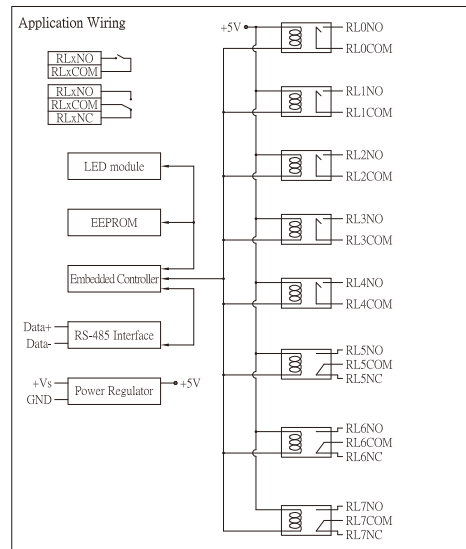 Application Wiring
RLxNO
RLxCOM
RLxNO
RLxCOM
RLxNC
LED module
EEPROM
Embedded Controller
Data+
Data-
RS-485 Interface
+Vs
GND
Power Regulator
+5V
+5V
RL0NO
RL0COM
RL1NO
RL1COM
RL2NO
RL2COM
RL3NO
RL3COM
RL4NO
RL4COM
RL5NO
RL5COM
RL5NC
RL6NO
RL6COM
RL6NC
RL7NO
RL7COM
RL7NC